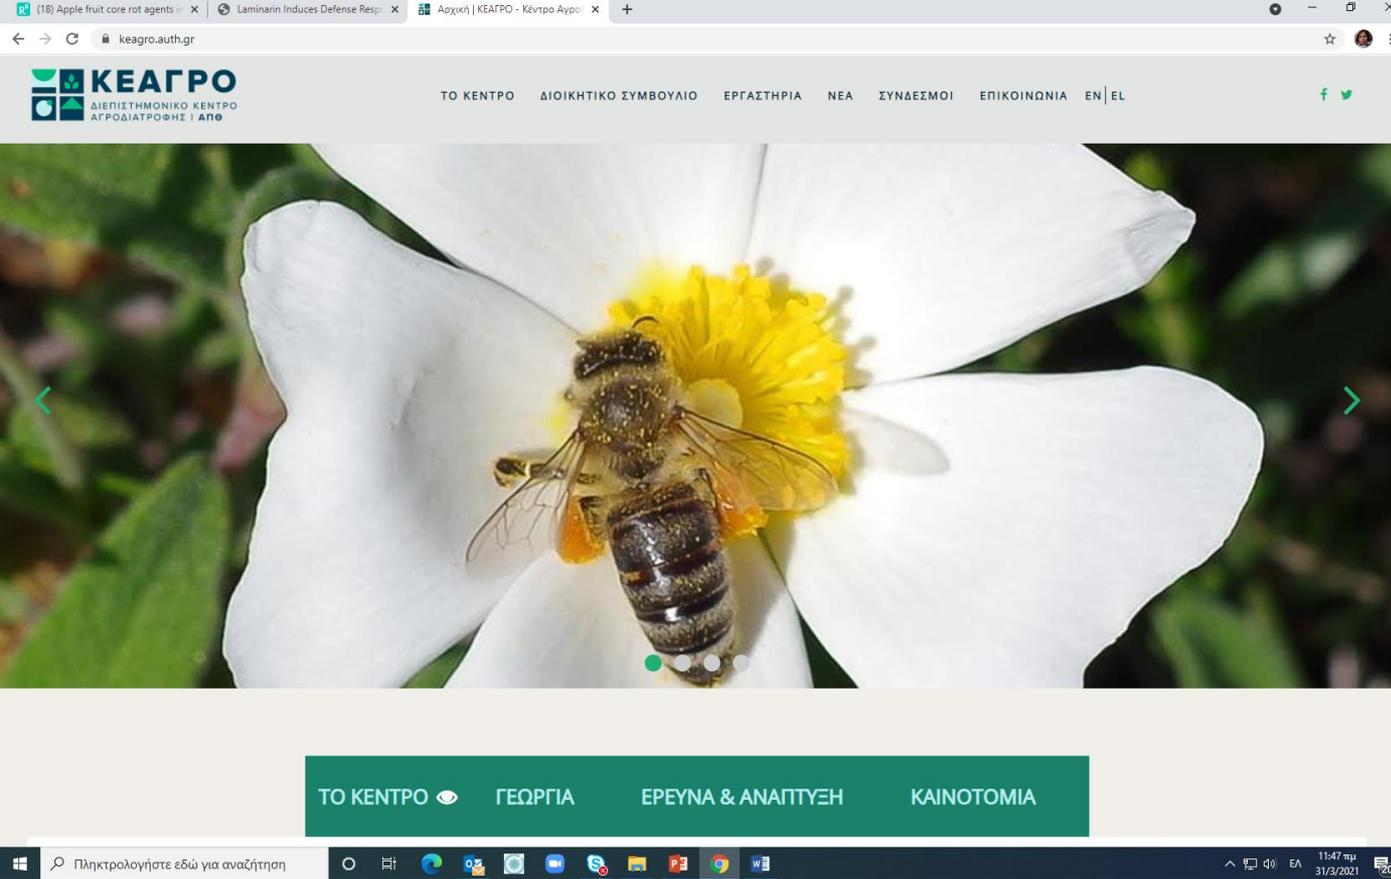 (18) Apple fruit core rot agents in
Laminarin Induces Defense Resp
Αρχική | ΚΕΑΓΡΟ - Κέντρο Αγρο
keagro.auth.gr
ΚΕΑΓΡΟ
ΔΙΕΠΙΣΤΗΜΟΝΙΚΟ ΚΕΝΤΡΟ
ΑΓΡΟΔΙΑΤΡΟΦΗΣ | ΑΠΘ
ΤΟ ΚΕΝΤΡΟ ΔΙΟΙΚΗΤΙΚΟ ΣΥΜΒΟΥΛΙΟ ΕΡΓΑΣΤΗΡΙΑ ΝΕΑ ΣΥΝΔΕΣΜΟΙ ΕΠΙΚΟΙΝΩΝΙΑ EN|EL
ΤΟ ΚΕΝΤΡΟ ΓΕΩΡΓΙΑ ΕΡΕΥΝΑ & ΑΝΑΠΤΥΞΗ ΚΑΙΝΟΤΟΜΙΑ
Πληκτρολογήστε εδώ για αναζήτηση
ΕΛ
11:47 πμ
31/3/2021